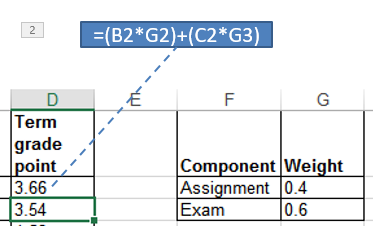 2
=(B2*G2)+(C2*G3)
D E F G
Term
grade
point Component Weight
3.66 Assignment 0.4
3.54 Exam 0.6